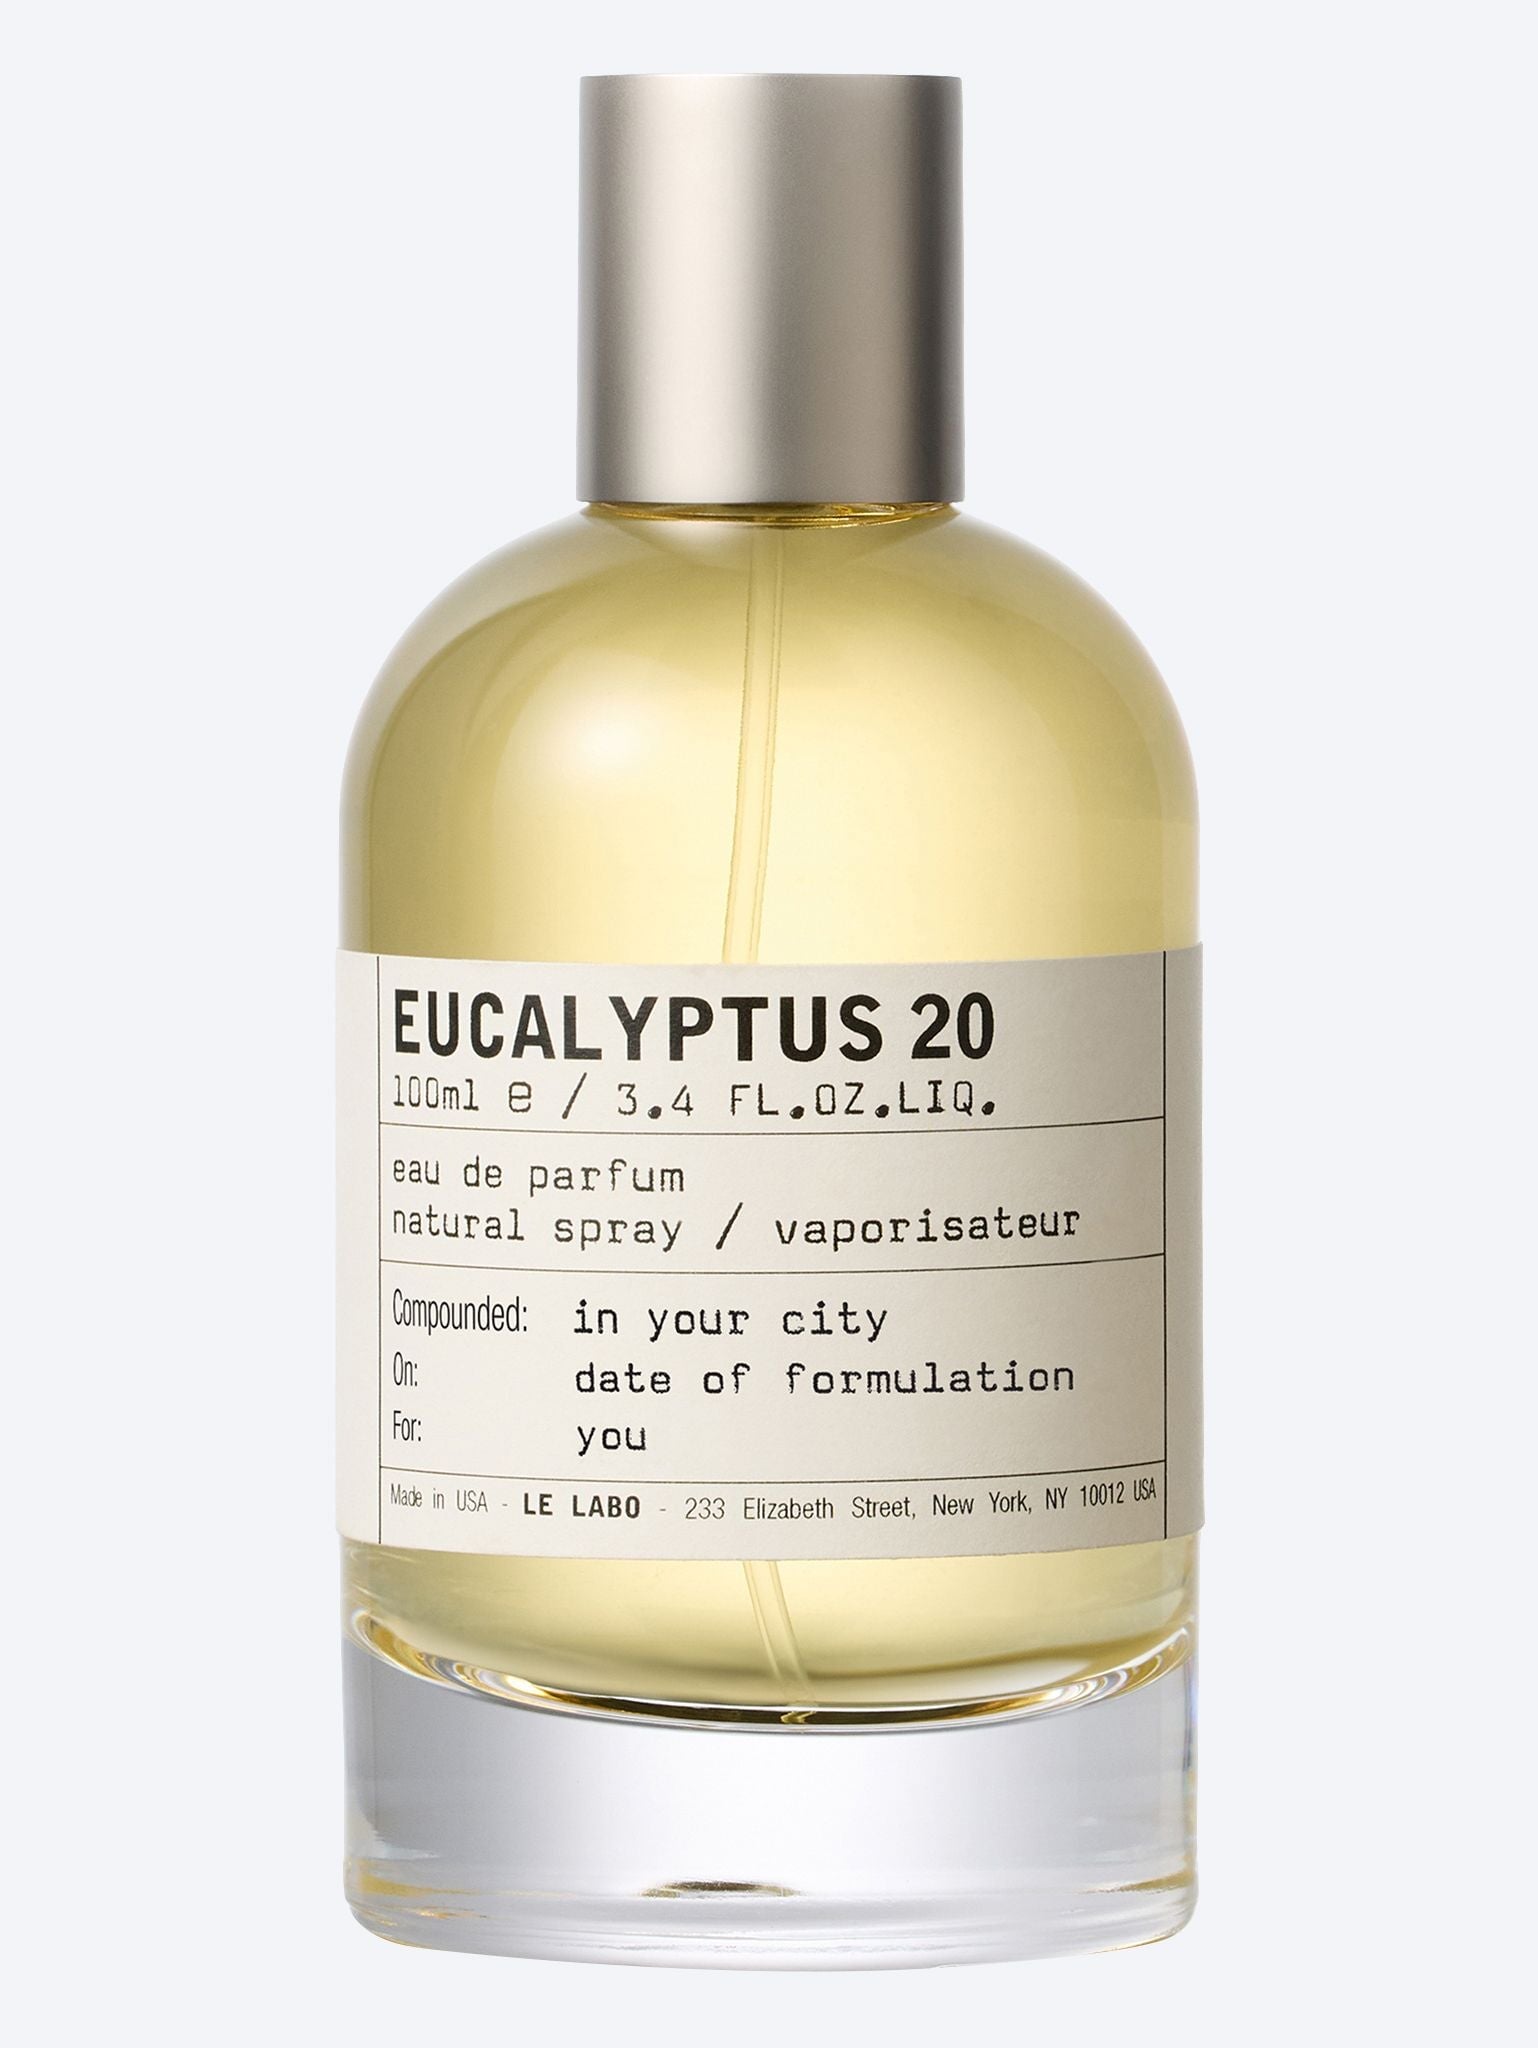 EUCALYPTUS 20
100ml e / 3.4 FL.OZ.LIQ.
eau de parfum
natural spray / vaporisateur
Compounded: in your city
On: date of formulation
For: you
Made in USA - LE LABO - 233 Elizabeth Street, New York, NY 10012 USA